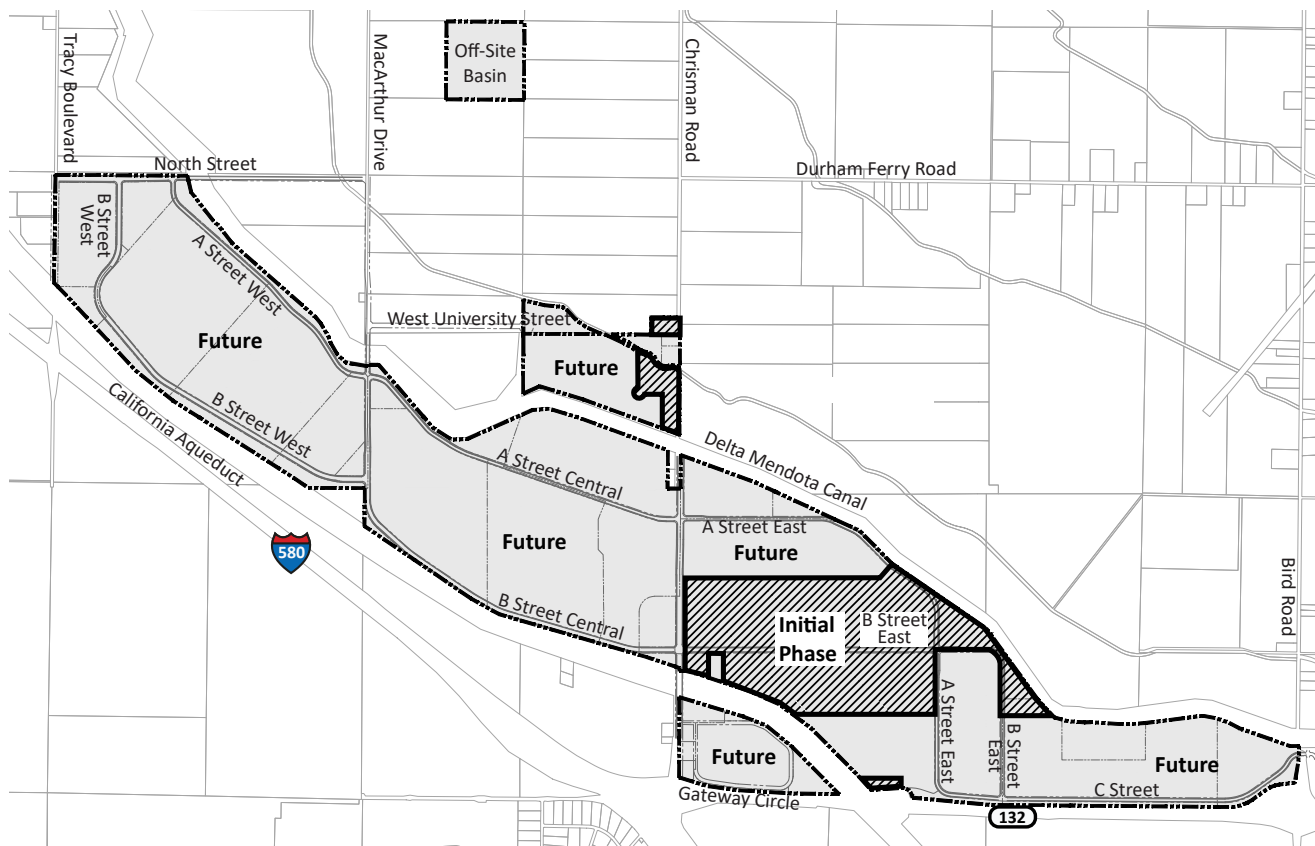 Tracy Boulevard
MacArthur Drive
Off-Site
Basin
Chrisman Road
North Street
Durham Ferry Road
B Street
West
A Street West
West University Street
Future
Future
B Street West
California Aqueduct
Delta Mendota Canal
A Street Central
A Street East
Future
Future
580
Bird Road
B Street Central
Initial
Phase
B Street
East
A Street East
B Street
East
Future
Future
C Street
Gateway Circle
132